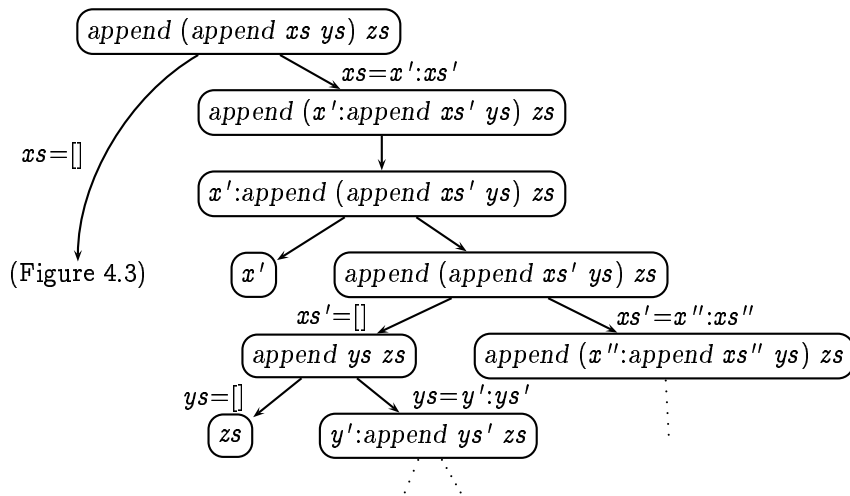 append (append xs ys) zs
xs=x':xs'
append (x':append xs' ys) zs
xs=[]
x':append (append xs' ys) zs
(Figure 4.3)
x'
append (append xs' ys) zs
xs'=[]
xs'=x'':xs''
append ys zs
append (x'':append xs'' ys) zs
ys=[]
ys=y':ys'
zs
y':append ys' zs